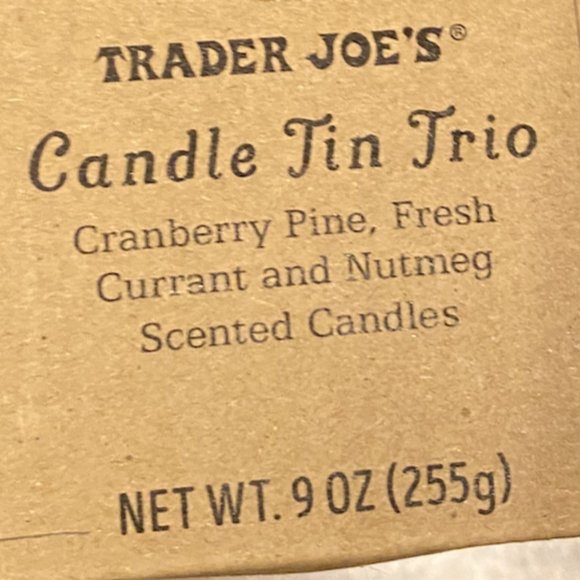 TRADER JOE'S®
Candle Tin Trio
Cranberry Pine, Fresh
Currant and Nutmeg
Scented Candles
NET WT. 9 OZ (255g)